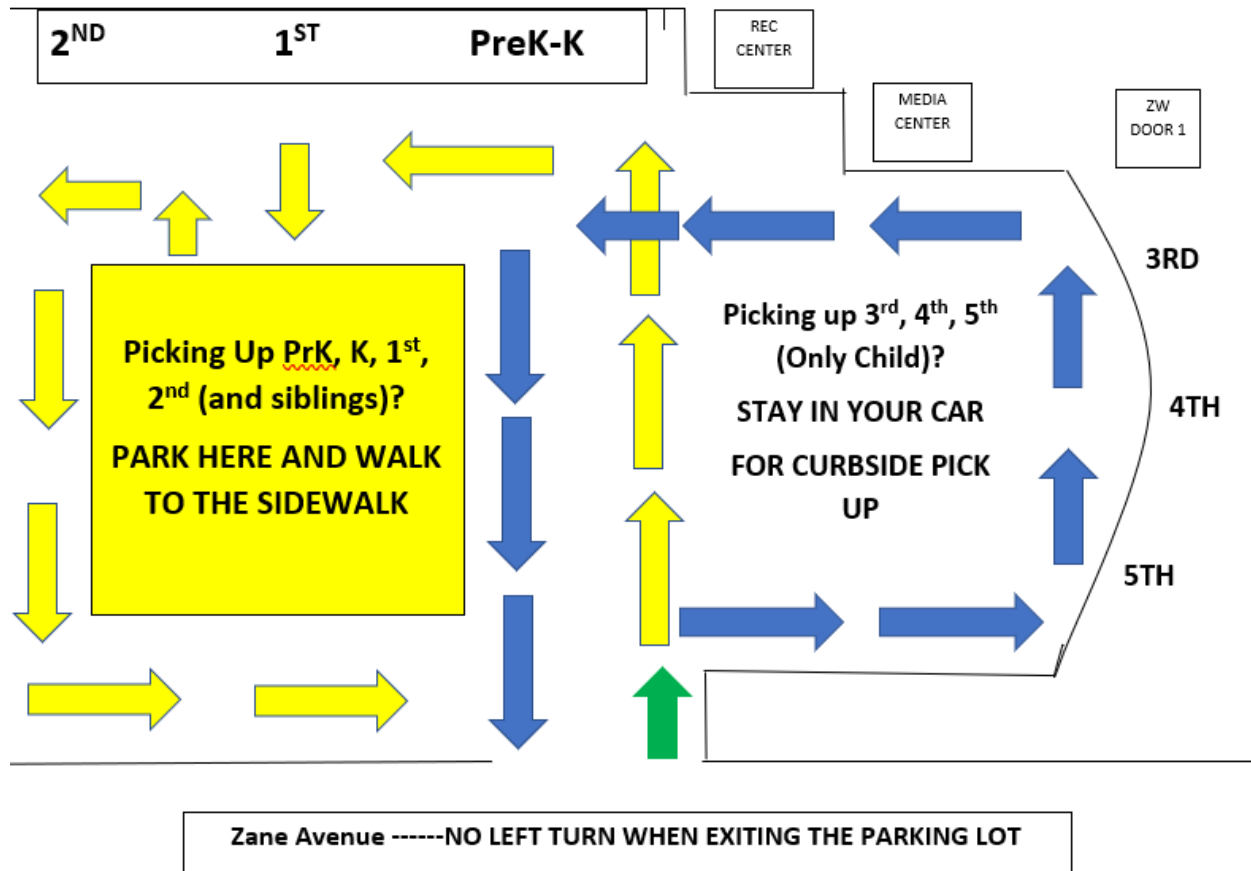 2ND 1ST PreK-K
REC
CENTER
MEDIA
CENTER
ZW
DOOR 1
3RD
4TH
5TH
Picking Up PrK, K, 1st,
2nd (and siblings)?
PARK HERE AND WALK
TO THE SIDEWALK
Picking up 3rd, 4th, 5th
(Only Child)?
STAY IN YOUR CAR
FOR CURBSIDE PICK
UP
Zane Avenue ------NO LEFT TURN WHEN EXITING THE PARKING LOT